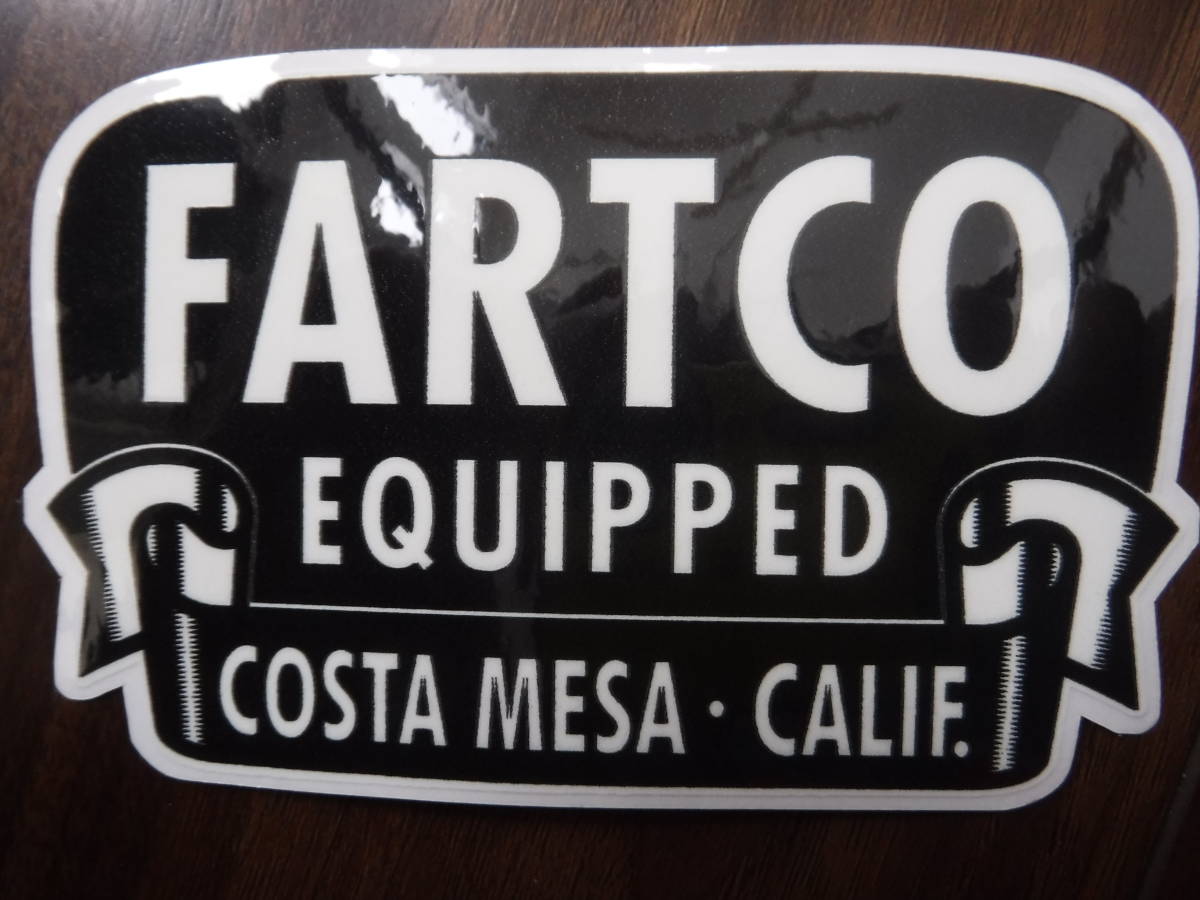 FARTCO
EQUIPPED
COSTA MESA · CALIF.